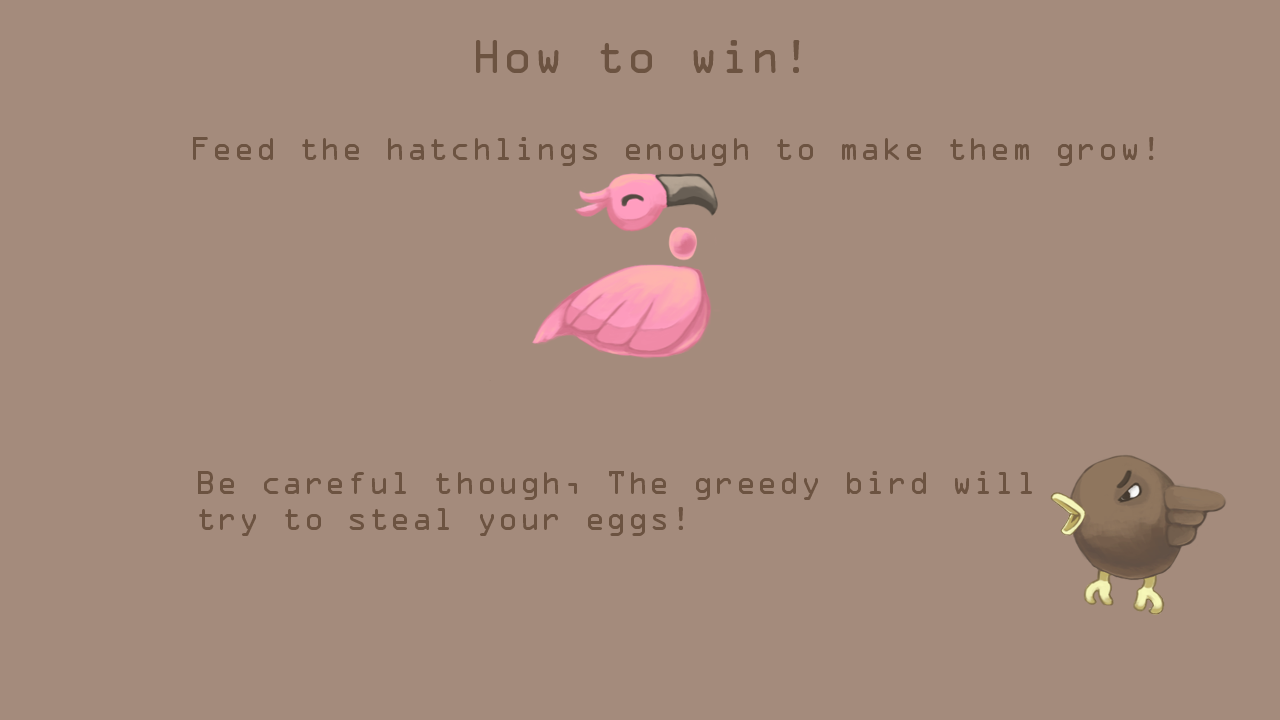 How to win!
Feed the hatchlings enough to make them grow!
Be careful though, The greedy bird will
try to steal your eggs!